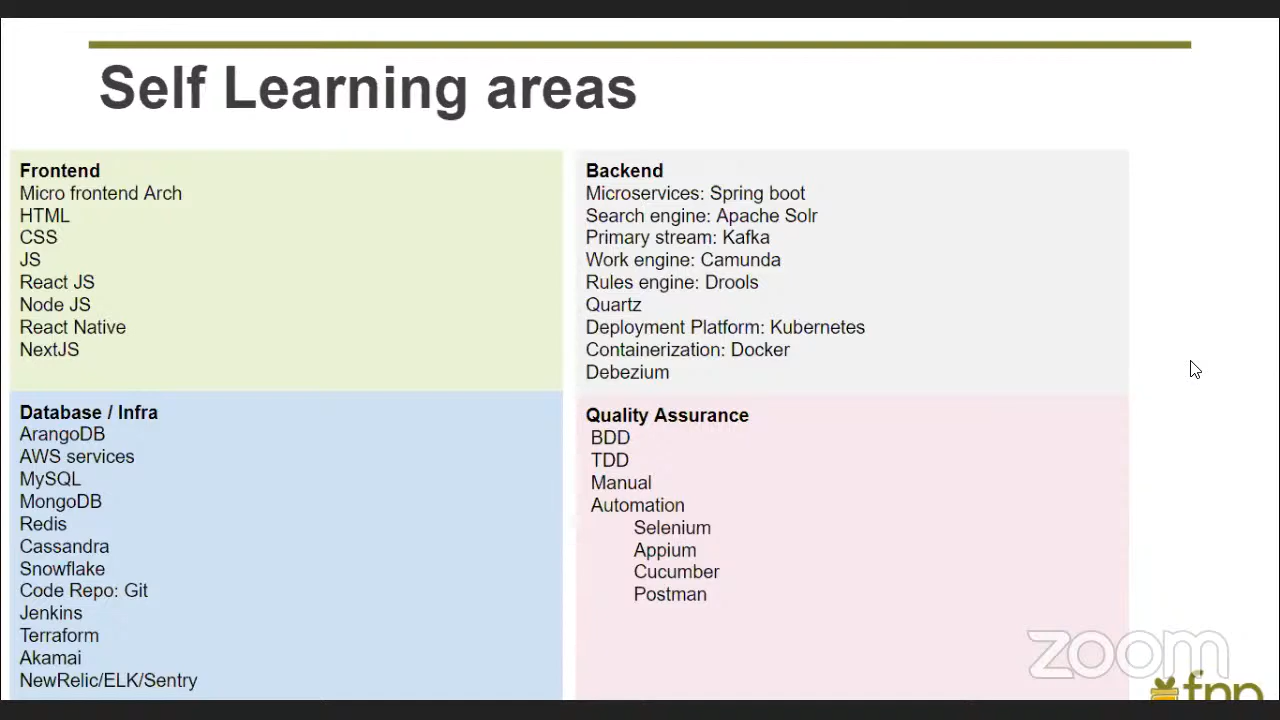 Self Learning areas
Frontend
Micro frontend Arch
HTML
CSS
JS
React JS
Node JS
React Native
NextJS
Backend
Microservices: Spring boot
Search engine: Apache Solr
Primary stream: Kafka
Work engine: Camunda
Rules engine: Drools
Quartz
Deployment Platform: Kubernetes
Containerization: Docker
Debezium
Database / Infra
ArangoDB
AWS services
MySQL
MongoDB
Redis
Cassandra
Snowflake
Code Repo: Git
Jenkins
Terraform
Akamai
NewRelic/ELK/Sentry
Quality Assurance
BDD
TDD
Manual
Automation
Selenium
Appium
Cucumber
Postman
zoom